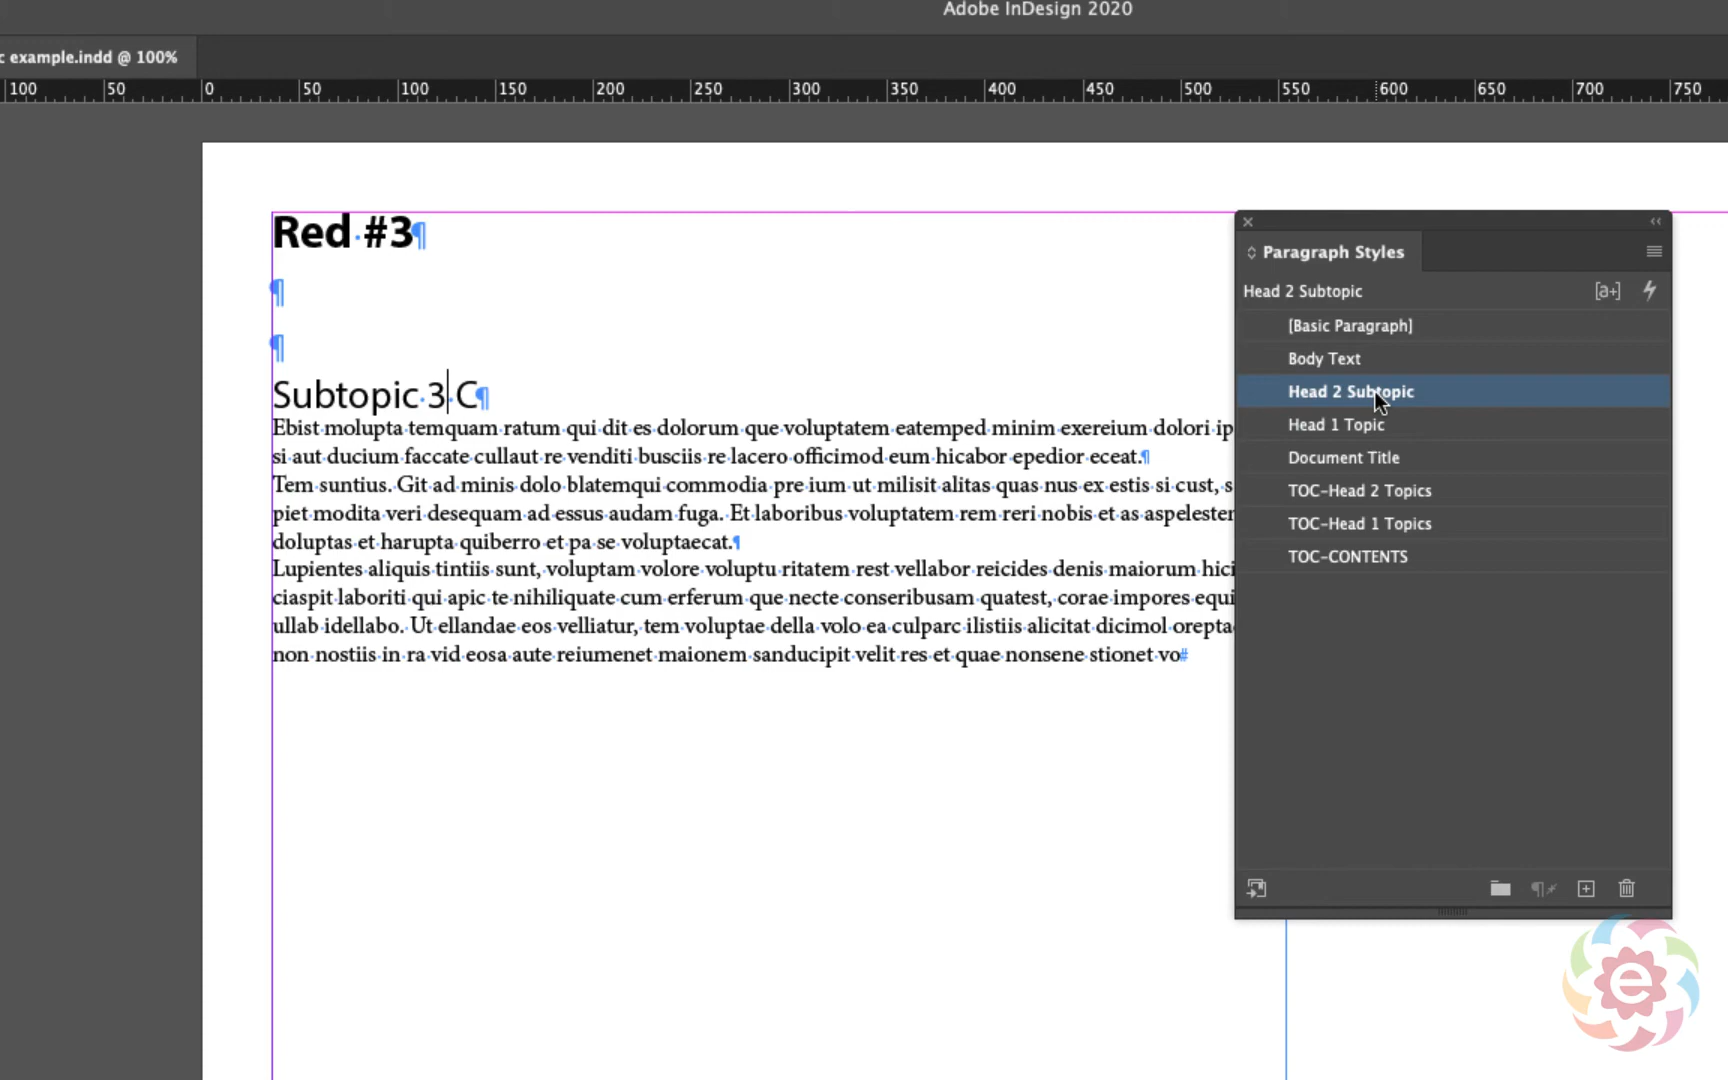 Adobe InDesign 2020
c example.indd @ 100%
100 50 0 50 100 150 200 250 300 350 400 450 500 550 600 650 700 750
Red #3
Subtopic 3 C
Ebist molupta temquam ratum qui dit es dolorum que voluptatem eatemped minim exereium dolori ip
si aut ducium faccate cullaut re venditi busciis re lacero officimod eum hicabor epedior eceat.
Tem suntius. Git ad minis dolo blatemqui commodia pre ium ut milisit alitas quas nus ex estis si cust, s
piet modita veri desequam ad essus audam fuga. Et laboribus voluptatem rem reri nobis et as aspelester
doluptas et harupta quiberro et pa se voluptaecat.
Lupientes aliquis tintiis sunt, voluptam volore voluptu ritatem rest vellabor reicides denis maiorum hici
ciaspit laboriti qui apic te nihiliquate cum erferum que necte conseribusam quatest, corae impores equi
ullab idellabo. Ut ellandae eos velliatur, tem voluptae della volo ea culparc ilistiis alicitat dicimol orepta
non nostiis in ra vid eosa aute reiumenet maionem sanducipit velit res et quae nonsene stionet vo#
Paragraph Styles
Head 2 Subtopic
[a+]
[Basic Paragraph]
Body Text
Head 2 Subtopic
Head 1 Topic
Document Title
TOC-Head 2 Topics
TOC-Head 1 Topics
TOC-CONTENTS
e